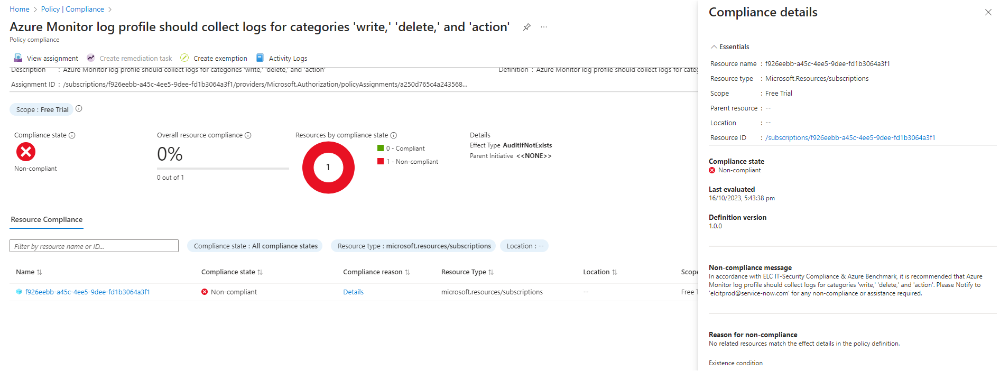 Home > Policy | Compliance >
Azure Monitor log profile should collect logs for categories 'write,' 'delete,' and 'action'
Policy compliance
View assignment Create remediation task Create exemption Activity Logs
Description : Azure Monitor log profile should collect logs for categories 'write,' 'delete,' and 'action' Definition : Azure Monitor log profile should collect logs for
Assignment ID : /subscriptions/f926eebb-a45c-4ee5-9dee-fd1b3064a3f1/providers/Microsoft.Authorization/policyAssignments/a250d765c4a243568...
Scope : Free Trial
Compliance state
Non-compliant
Overall resource compliance
0%
0 out of 1
Resources by compliance state
1
0 - Compliant
1 - Non-compliant
Details
Effect Type AuditIfNotExists
Parent Initiative <<NONE>>
Resource Compliance
Filter by resource name or ID... Compliance state : All compliance states Resource type : microsoft.resources/subscriptions Location : --
Name Compliance state Compliance reason Resource Type Location Scope
f926eebb-a45c-4ee5-9dee-fd1b3064a3f1 Non-compliant Details microsoft.resources/subscriptions -- Free
Compliance details
Essentials
Resource name : f926eebb-a45c-4ee5-9dee-fd1b3064a3f1
Resource type : Microsoft.Resources/subscriptions
Scope : Free Trial
Parent resource : --
Location : --
Resource ID : /subscriptions/f926eebb-a45c-4ee5-9dee-fd1b3064a3f1
Compliance state
Non-compliant
Last evaluated
16/10/2023, 5:43:38 pm
Definition version
1.0.0
Non-compliance message
In accordance with ELC IT-Security Compliance & Azure Benchmark, it is recommended that Azure
Monitor log profile should collect logs for categories 'write,' 'delete,' and 'action'. Please Notify to
'elcitprod@service-now.com' for any non-compliance or assistance required.
Reason for non-compliance
No related resources match the effect details in the policy definition.
Existence condition